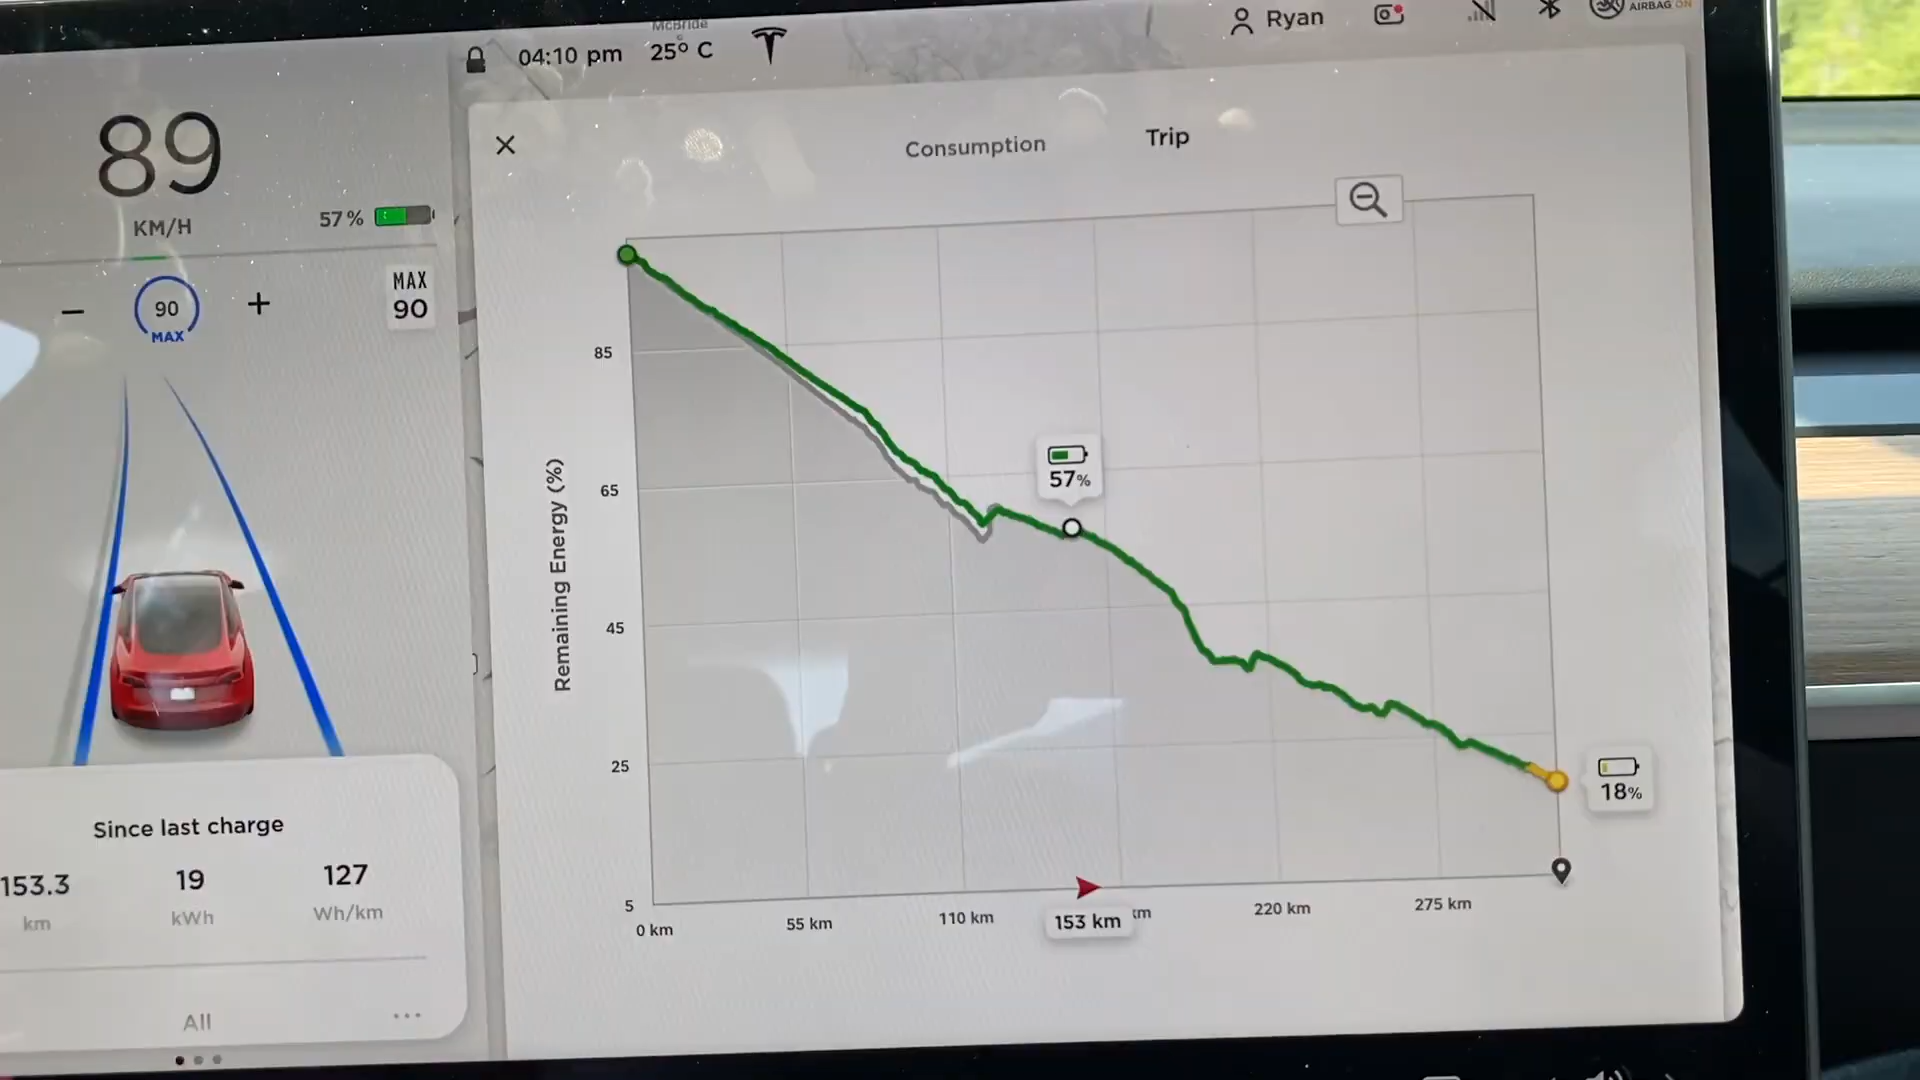 McBride
04:10 pm
25° C
Ryan
AIRBAG ON
89
KM/H
57 %
90
MAX
MAX
90
Consumption
Trip
Remaining Energy (%)
85
65
45
25
5
57%
18%
0 km
55 km
110 km
153 km
km
220 km
275 km
Since last charge
153.3
km
19
kWh
127
Wh/km
All